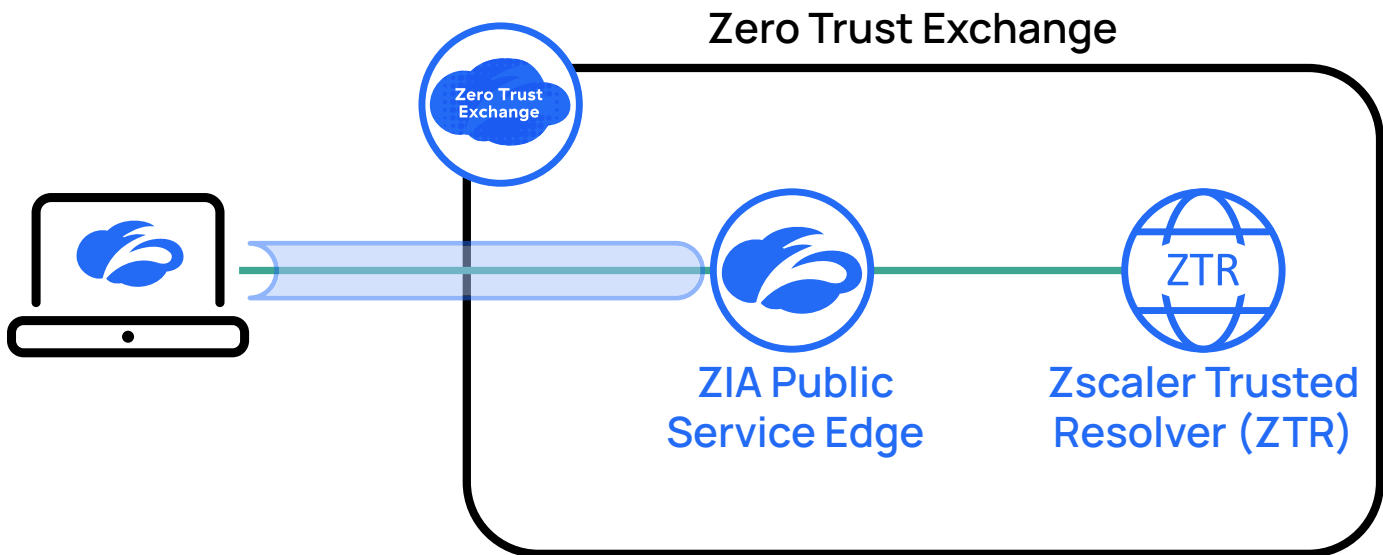 Zero Trust Exchange
Zero Trust
Exchange
ZTR
ZIA Public
Service Edge
Zscaler Trusted
Resolver (ZTR)